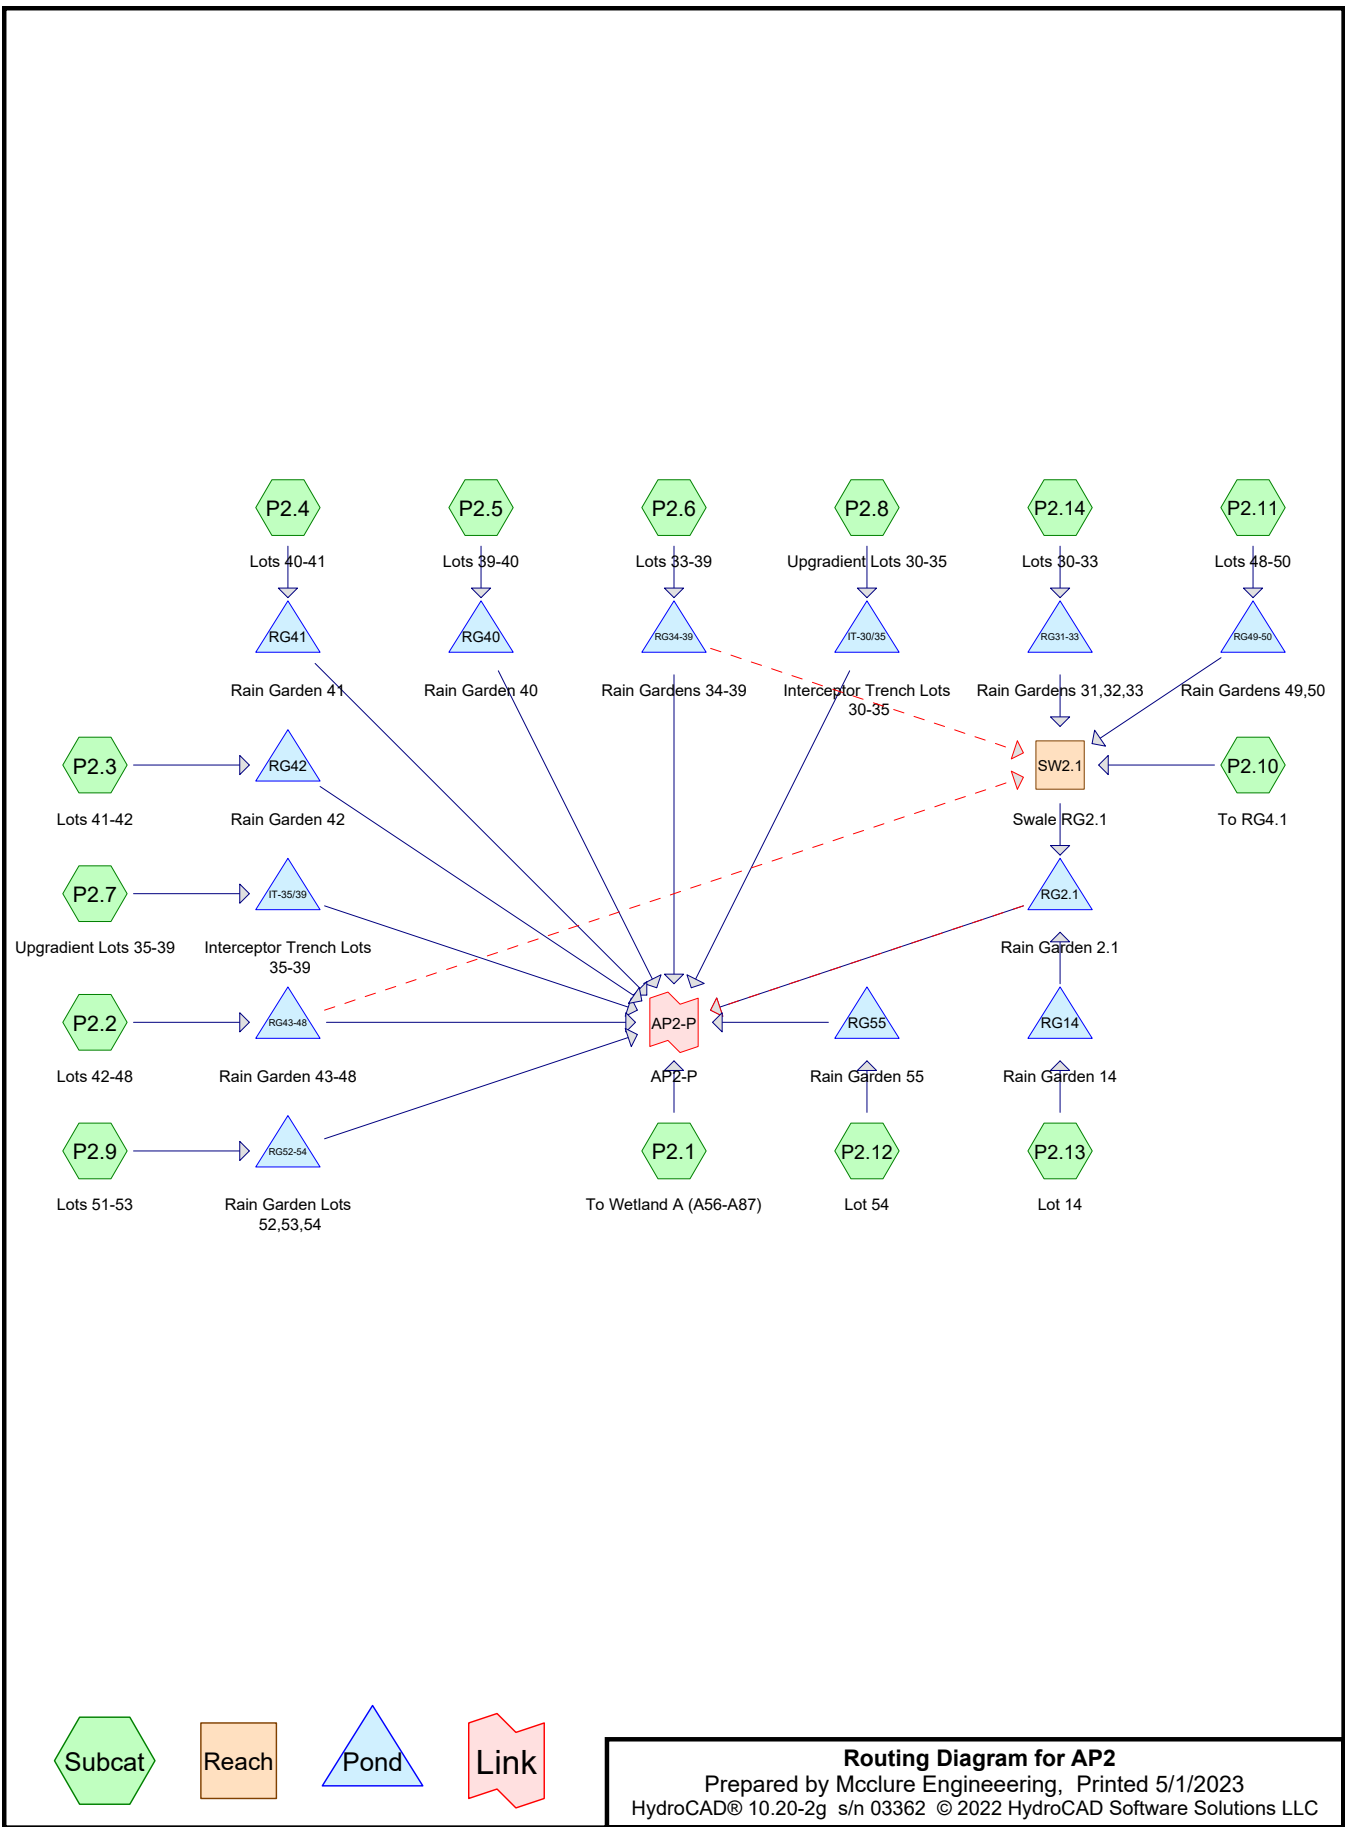 P2.4
P2.5
P2.6
P2.8
P2.14
P2.11
Lots 40-41
Lots 39-40
Lots 33-39
Upgradient Lots 30-35
Lots 30-33
Lots 48-50
RG41
RG40
RG34-39
IT-30/35
RG31-33
RG49-50
Rain Garden 41
Rain Garden 40
Rain Gardens 34-39
Interceptor Trench Lots
30-35
Rain Gardens 31,32,33
Rain Gardens 49,50
P2.3
RG42
SW2.1
P2.10
Lots 41-42
Rain Garden 42
Swale RG2.1
To RG4.1
P2.7
IT-35/39
RG2.1
Upgradient Lots 35-39
Interceptor Trench Lots
35-39
Rain Garden 2.1
P2.2
RG43-48
AP2-P
RG55
RG14
Lots 42-48
Rain Garden 43-48
AP2-P
Rain Garden 55
Rain Garden 14
P2.9
RG52-54
P2.1
P2.12
P2.13
Lots 51-53
Rain Garden Lots
52,53,54
To Wetland A (A56-A87)
Lot 54
Lot 14
Subcat
Reach
Pond
Link
Routing Diagram for AP2
Prepared by Mcclure Engineeering, Printed 5/1/2023
HydroCAD® 10.20-2g s/n 03362 © 2022 HydroCAD Software Solutions LLC